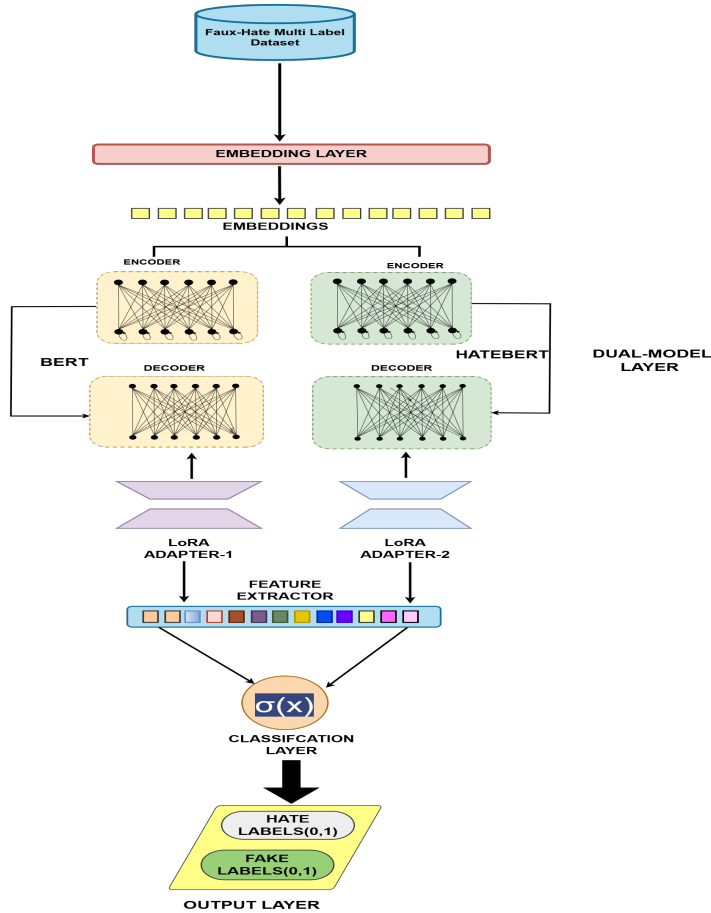 Faux-Hate Multi Label
Dataset
EMBEDDING LAYER
EMBEDDINGS
ENCODER
ENCODER
BERT
HATEBERT
DUAL-MODEL
LAYER
DECODER
DECODER
LoRA
ADAPTER-1
LoRA
ADAPTER-2
FEATURE
EXTRACTOR
σ(x)
CLASSIFCATION
LAYER
HATE
LABELS(0,1)
FAKE
LABELS(0,1)
OUTPUT LAYER